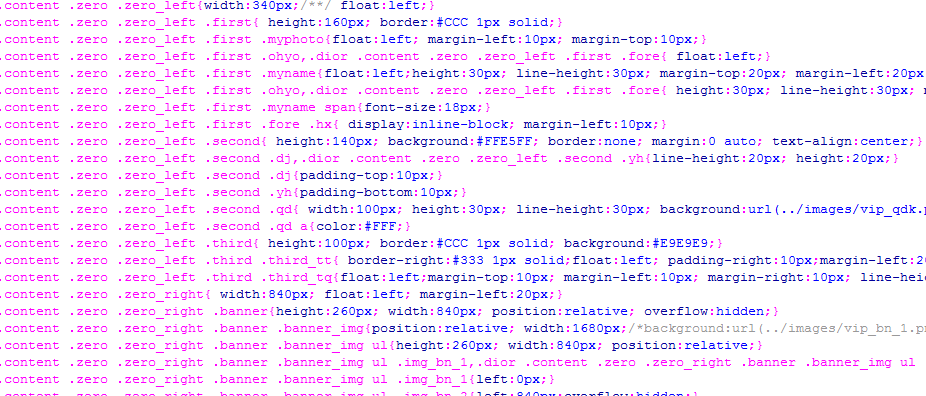 .content .zero .zero_left{width:340px;/**/ float:left;}
.content .zero .zero_left .first{ height:160px; border:#CCC 1px solid;}
.content .zero .zero_left .first .myphoto{float:left; margin-left:10px; margin-top:10px;}
.content .zero .zero_left .first .ohyo,.dior .content .zero .zero_left .first .fore{ float:left;}
.content .zero .zero_left .first .myname{float:left;height:30px; line-height:30px; margin-top:20px; margin-left:20px
.content .zero .zero_left .first .ohyo,.dior .content .zero .zero_left .first .fore{ height:30px; line-height:30px;
.content .zero .zero_left .first .myname span{font-size:18px;}
.content .zero .zero_left .first .fore .hx{ display:inline-block; margin-left:10px;}
.content .zero .zero_left .second{ height:140px; background:#FFE5FF; border:none; margin:0 auto; text-align:center;}
.content .zero .zero_left .second .dj,.dior .content .zero .zero_left .second .yh{line-height:20px; height:20px;}
.content .zero .zero_left .second .dj{padding-top:10px;}
.content .zero .zero_left .second .yh{padding-bottom:10px;}
.content .zero .zero_left .second .qd{ width:100px; height:30px; line-height:30px; background:url(../images/vip_qdk.p
.content .zero .zero_left .second .qd a{color:#FFF;}
.content .zero .zero_left .third{ height:100px; border:#CCC 1px solid; background:#E9E9E9;}
.content .zero .zero_left .third .third_tt{ border-right:#333 1px solid;float:left; padding-right:10px;margin-left:20
.content .zero .zero_left .third .third_tq{float:left;margin-top:10px; margin-left:10px; margin-right:10px; line-hei
.content .zero .zero_right{ width:840px; float:left; margin-left:20px;}
.content .zero .zero_right .banner{height:260px; width:840px; position:relative; overflow:hidden;}
.content .zero .zero_right .banner .banner_img{position:relative; width:1680px;/*background:url(../images/vip_bn_1.p
.content .zero .zero_right .banner .banner_img ul{height:260px; width:840px; position:relative;}
.content .zero .zero_right .banner .banner_img ul .img_bn_1,.dior .content .zero .zero_right .banner .banner_img ul
.content .zero .zero_right .banner .banner_img ul .img_bn_1{left:0px;}
.content .zero .zero_right .banner .banner_img ul .img_bn_2{left:840px;overflow:hidden;}